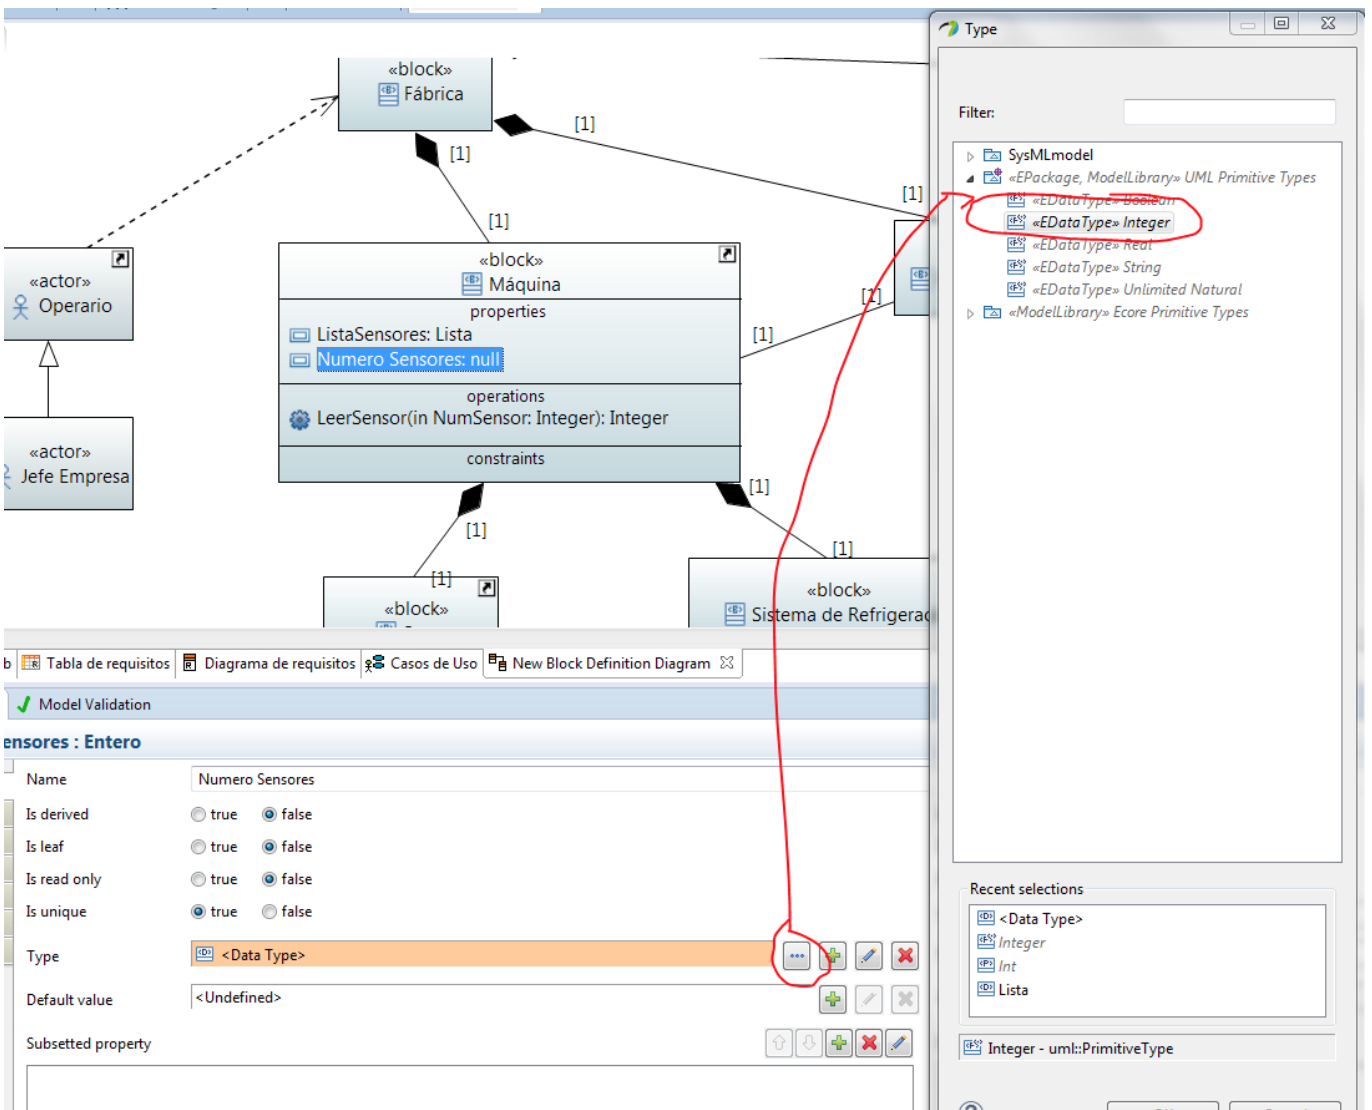 «block»
Fábrica
[1]
[1]
[1]
[1]
«actor»
Operario
«block»
Máquina
properties
ListaSensores: Lista
Numero Sensores: null
operations
LeerSensor(in NumSensor: Integer): Integer
constraints
[1]
[1]
«actor»
Jefe Empresa
[1]
[1]
[1]
[1]
«block»
«block»
Sistema de Refrigerac
b
Tabla de requisitos
Diagrama de requisitos
Casos de Uso
New Block Definition Diagram
Model Validation
ensores : Entero
Name
Numero Sensores
Is derived
true
false
Is leaf
true
false
Is read only
true
false
Is unique
true
false
Type
<Data Type>
Default value
<Undefined>
Subsetted property
Type
Filter:
SysMLmodel
«EPackage, ModelLibrary» UML Primitive Types
«EDataType» Boolean
«EDataType» Integer
«EDataType» Real
«EDataType» String
«EDataType» Unlimited Natural
«ModelLibrary» Ecore Primitive Types
Recent selections
<Data Type>
Integer
Int
Lista
Integer - uml::PrimitiveType